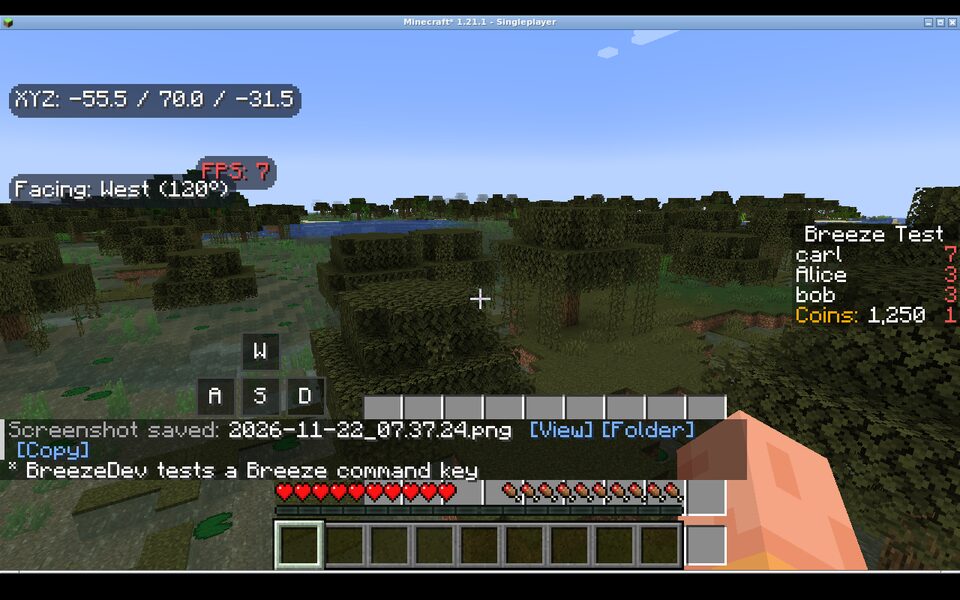 Minecraft* 1.21.1 - Singleplayer
XYZ: -55.5 / 70.0 / -31.5
FPS: 7
Facing: West (120°)
Breeze Test
carl 7
Alice 3
bob 3
Coins: 1,250 1
W
A S D
Screenshot saved: 2026-11-22_07.37.24.png [View] [Folder]
[Copy]
* BreezeDev tests a Breeze command key